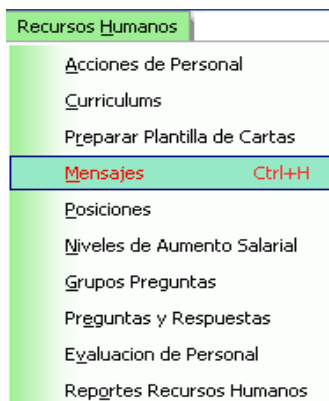 Recursos Humanos
Acciones de Personal
Curriculums
Preparar Plantilla de Cartas
Mensajes Ctrl+H
Posiciones
Niveles de Aumento Salarial
Grupos Preguntas
Preguntas y Respuestas
Evaluacion de Personal
Reportes Recursos Humanos